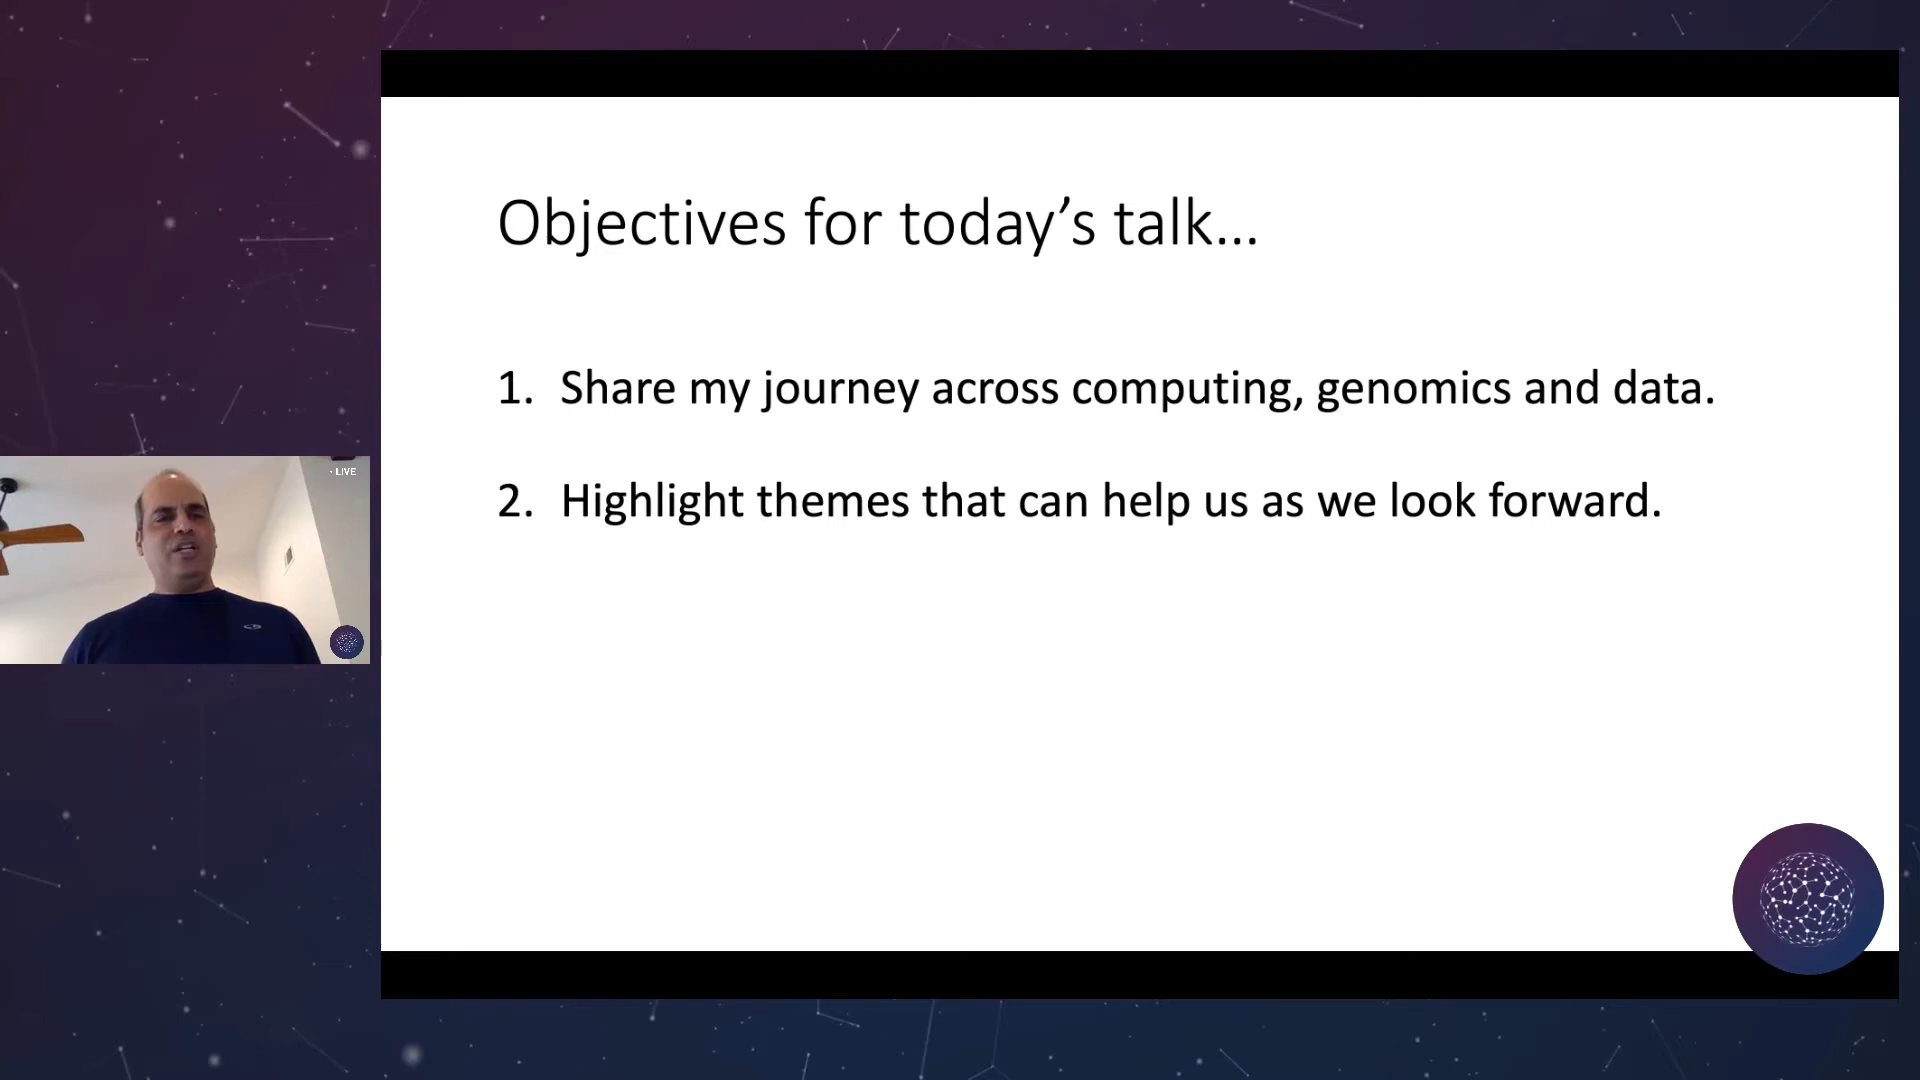 Objectives for today’s talk…
1. Share my journey across computing, genomics and data.
2. Highlight themes that can help us as we look forward.
LIVE